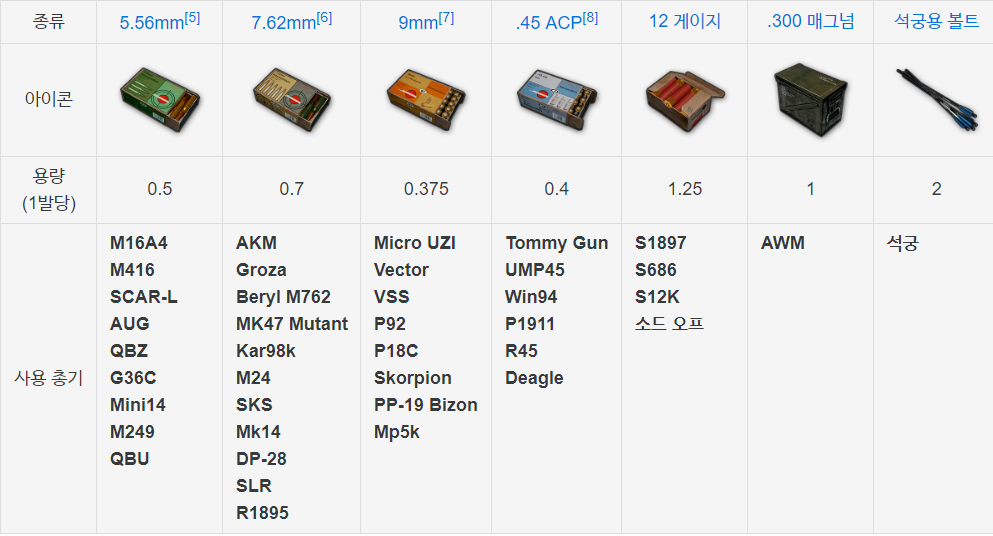 종류 5.56mm[5] 7.62mm[6] 9mm[7] .45 ACP[8] 12 게이지 .300 매그넘 석궁용 볼트
아이콘
용량
(1발당) 0.5 0.7 0.375 0.4 1.25 1 2
사용 총기
M16A4
M416
SCAR-L
AUG
QBZ
G36C
Mini14
M249
QBU
AKM
Groza
Beryl M762
MK47 Mutant
Kar98k
M24
SKS
Mk14
DP-28
SLR
R1895
Micro UZI
Vector
VSS
P92
P18C
Skorpion
PP-19 Bizon
Mp5k
Tommy Gun
UMP45
Win94
P1911
R45
Deagle
S1897
S686
S12K
소드 오프
AWM
석궁